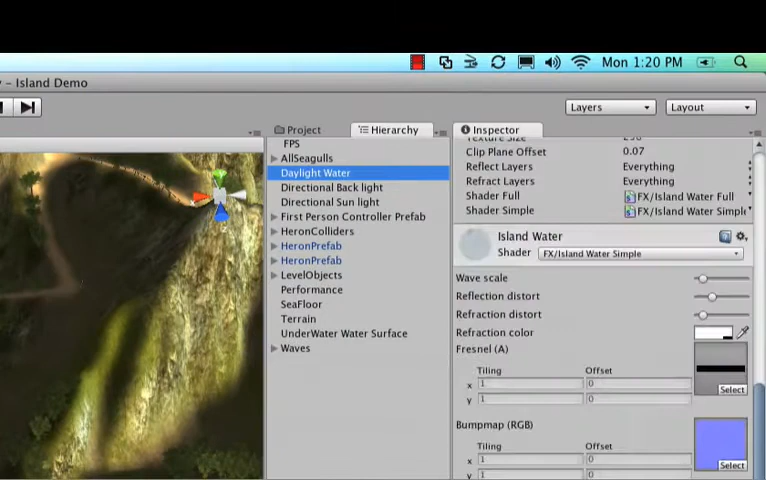 Mon 1:20 PM
- Island Demo
Layers
Layout
Project
Hierarchy
Inspector
FPS
AllSeagulls
Daylight Water
Directional Back light
Directional Sun light
First Person Controller Prefab
HeronColliders
HeronPrefab
HeronPrefab
LevelObjects
Performance
SeaFloor
Terrain
UnderWater Water Surface
Waves
Clip Plane Offset 0.07
Reflect Layers Everything
Refract Layers Everything
Shader Full FX/Island Water Full
Shader Simple FX/Island Water Simple
Island Water
Shader FX/Island Water Simple
Wave scale
Reflection distort
Refraction distort
Refraction color
Fresnel (A)
Tiling Offset
x 1 0
y 1 0
Select
Bumpmap (RGB)
Tiling Offset
x 1 0
y 1 0
Select